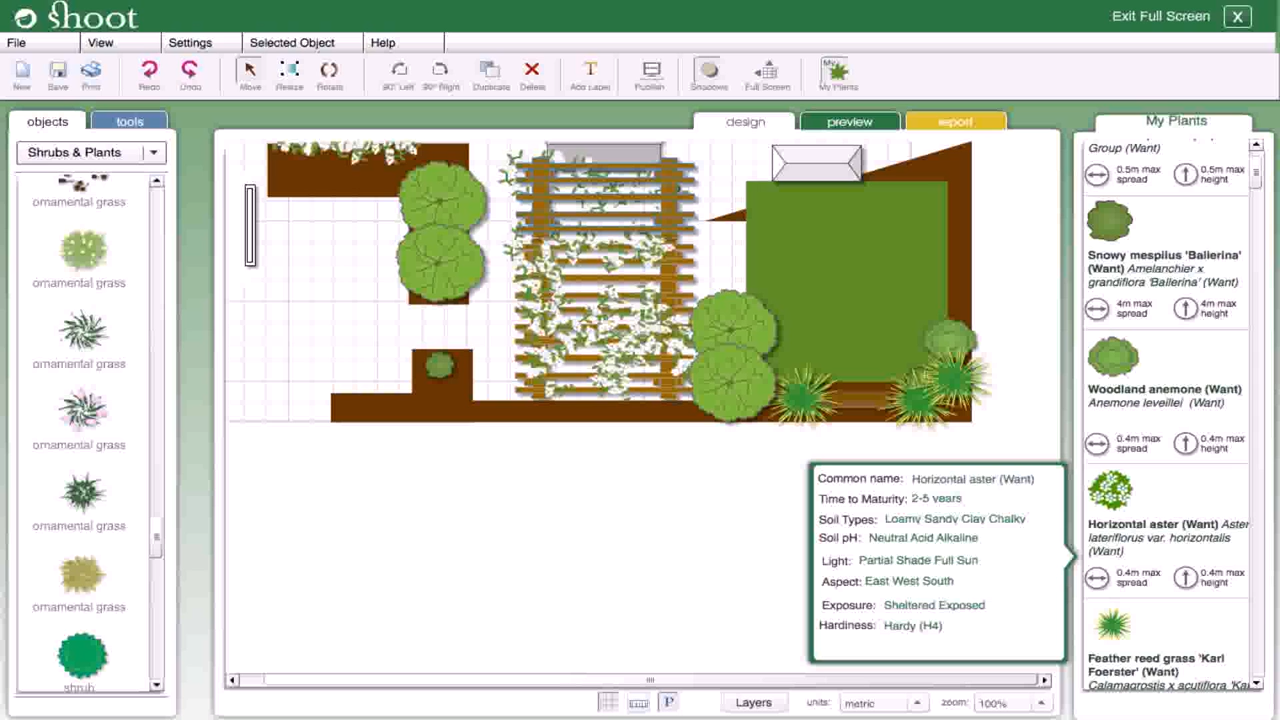 shoot
Exit Full Screen X
File View Settings Selected Object Help
New Save Print Redo Undo Move Resize Rotate 90° Left 90° Right Duplicate Delete Add Label Publish Shadows Full Screen My Plants
objects tools design preview report My Plants
Shrubs & Plants
ornamental grass
ornamental grass
ornamental grass
ornamental grass
ornamental grass
ornamental grass
shrub
Group (Want)
0.5m max spread 0.5m max height
Snowy mespilus 'Ballerina'
(Want) Amelanchier x
grandiflora 'Ballerina' (Want)
4m max spread 4m max height
Woodland anemone (Want)
Anemone leveillei (Want)
0.4m max spread 0.4m max height
Horizontal aster (Want) Aster
lateriflorus var. horizontalis
(Want)
0.4m max spread 0.4m max height
Feather reed grass 'Karl
Foerster' (Want)
Calamagrostis x acutiflora 'Kar
Common name: Horizontal aster (Want)
Time to Maturity: 2-5 years
Soil Types: Loamy Sandy Clay Chalky
Soil pH: Neutral Acid Alkaline
Light: Partial Shade Full Sun
Aspect: East West South
Exposure: Sheltered Exposed
Hardiness: Hardy (H4)
P Layers units: metric zoom: 100%